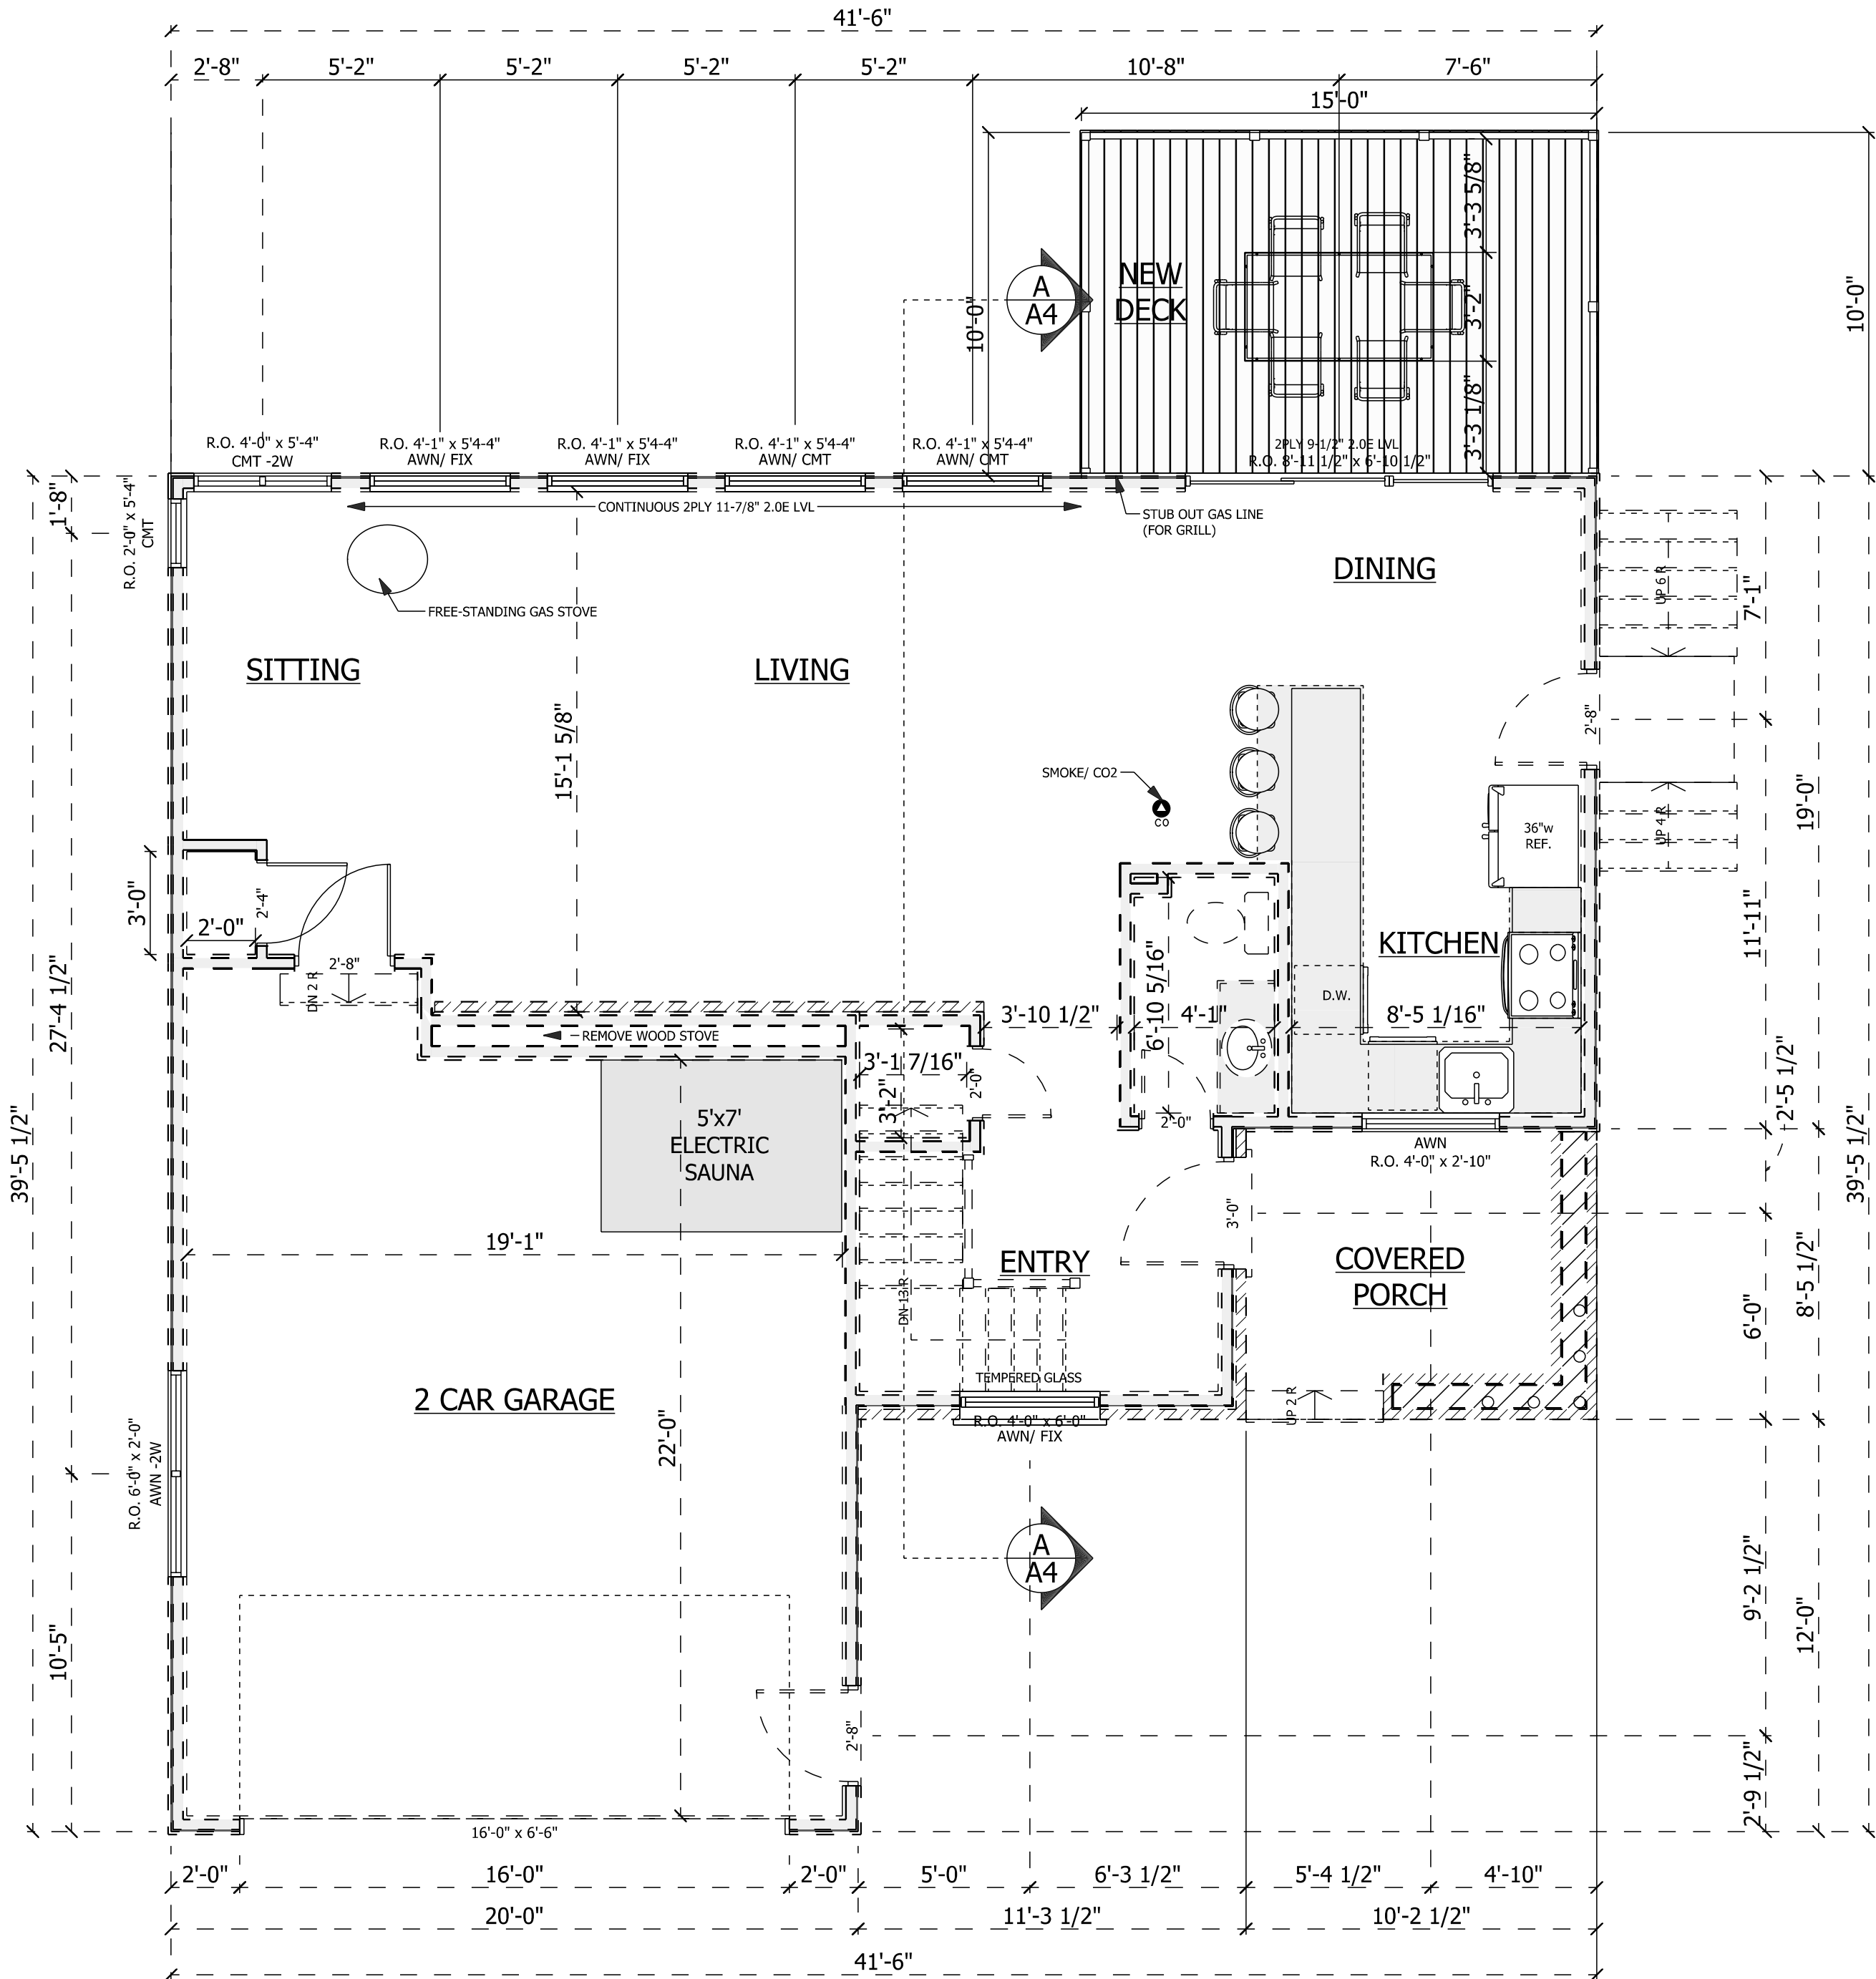 41'-6"
2'-8"
5'-2"
5'-2"
5'-2"
5'-2"
10'-8"
7'-6"
15'-0"
3'-3 5/8"
3'-2"
3'-3 1/8"
10'-0"
10'-0"
A
A4
NEW
DECK
R.O. 4'-0" x 5'-4"
CMT -2W
R.O. 4'-1" x 5'4-4"
AWN/ FIX
R.O. 4'-1" x 5'4-4"
AWN/ FIX
R.O. 4'-1" x 5'4-4"
AWN/ CMT
R.O. 4'-1" x 5'4-4"
AWN/ CMT
2PLY 9-1/2" 2.0E LVL
R.O. 8'-11 1/2" x 6'-10 1/2"
1'-8"
R.O. 2'-0" x 5'-4"
CMT
CONTINUOUS 2PLY 11-7/8" 2.0E LVL
STUB OUT GAS LINE
(FOR GRILL)
FREE-STANDING GAS STOVE
DINING
SITTING
LIVING
UP 6 R
7'-1"
15'-1 5/8"
2'-8"
SMOKE/ CO2
CO
36"w
REF.
UP 4 R
19'-0"
3'-0"
2'-4"
2'-0"
2'-8"
DN 2 R
KITCHEN
11'-11"
27'-4 1/2"
REMOVE WOOD STOVE
3'-10 1/2"
6'-10 5/16"
4'-1"
D.W.
8'-5 1/16"
3'-1 7/16"
3'-2"
2'-0"
2'-0"
2'-5 1/2"
39'-5 1/2"
39'-5 1/2"
5'x7'
ELECTRIC
SAUNA
AWN
R.O. 4'-0" x 2'-10"
3'-0"
19'-1"
ENTRY
COVERED
PORCH
DN 13 R
8'-5 1/2"
6'-0"
TEMPERED GLASS
R.O. 4'-0" x 6'-0"
AWN/ FIX
UP 2 R
2 CAR GARAGE
22'-0"
R.O. 6'-0" x 2'-0"
AWN -2W
A
A4
9'-2 1/2"
12'-0"
10'-5"
2'-8"
2'-9 1/2"
16'-0" x 6'-6"
2'-0"
16'-0"
2'-0"
5'-0"
6'-3 1/2"
5'-4 1/2"
4'-10"
20'-0"
11'-3 1/2"
10'-2 1/2"
41'-6"